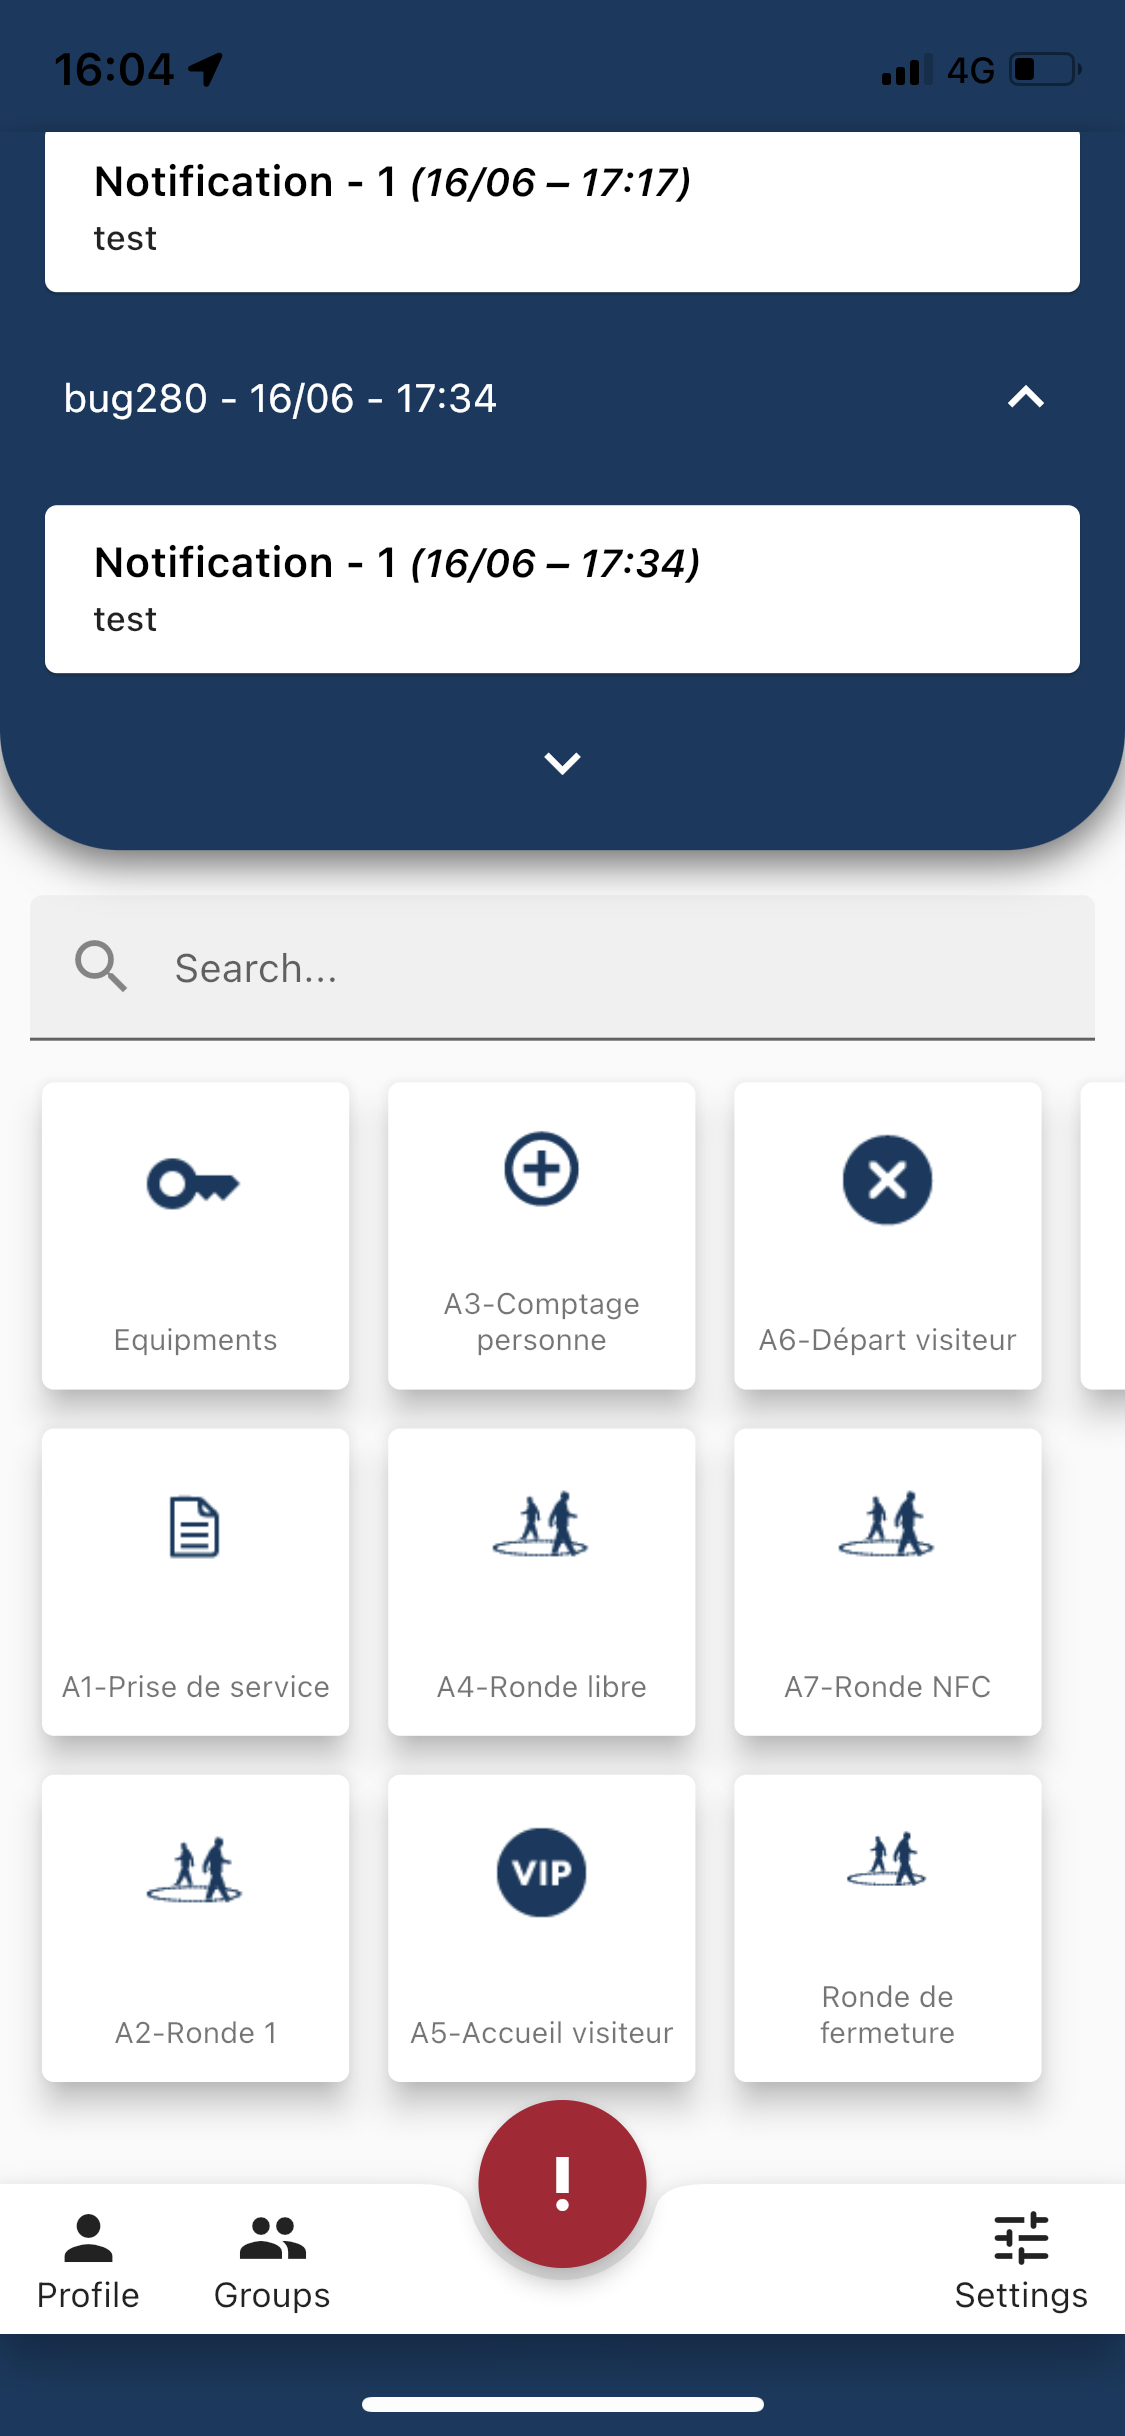 16:04
4G
Notification - 1 (16/06 – 17:17)
test
bug280 - 16/06 - 17:34
Notification - 1 (16/06 – 17:34)
test
Search...
Equipments
A3-Comptage
personne
A6-Départ visiteur
A1-Prise de service
A4-Ronde libre
A7-Ronde NFC
A2-Ronde 1
VIP
A5-Accueil visiteur
Ronde de
fermeture
!
Profile
Groups
Settings